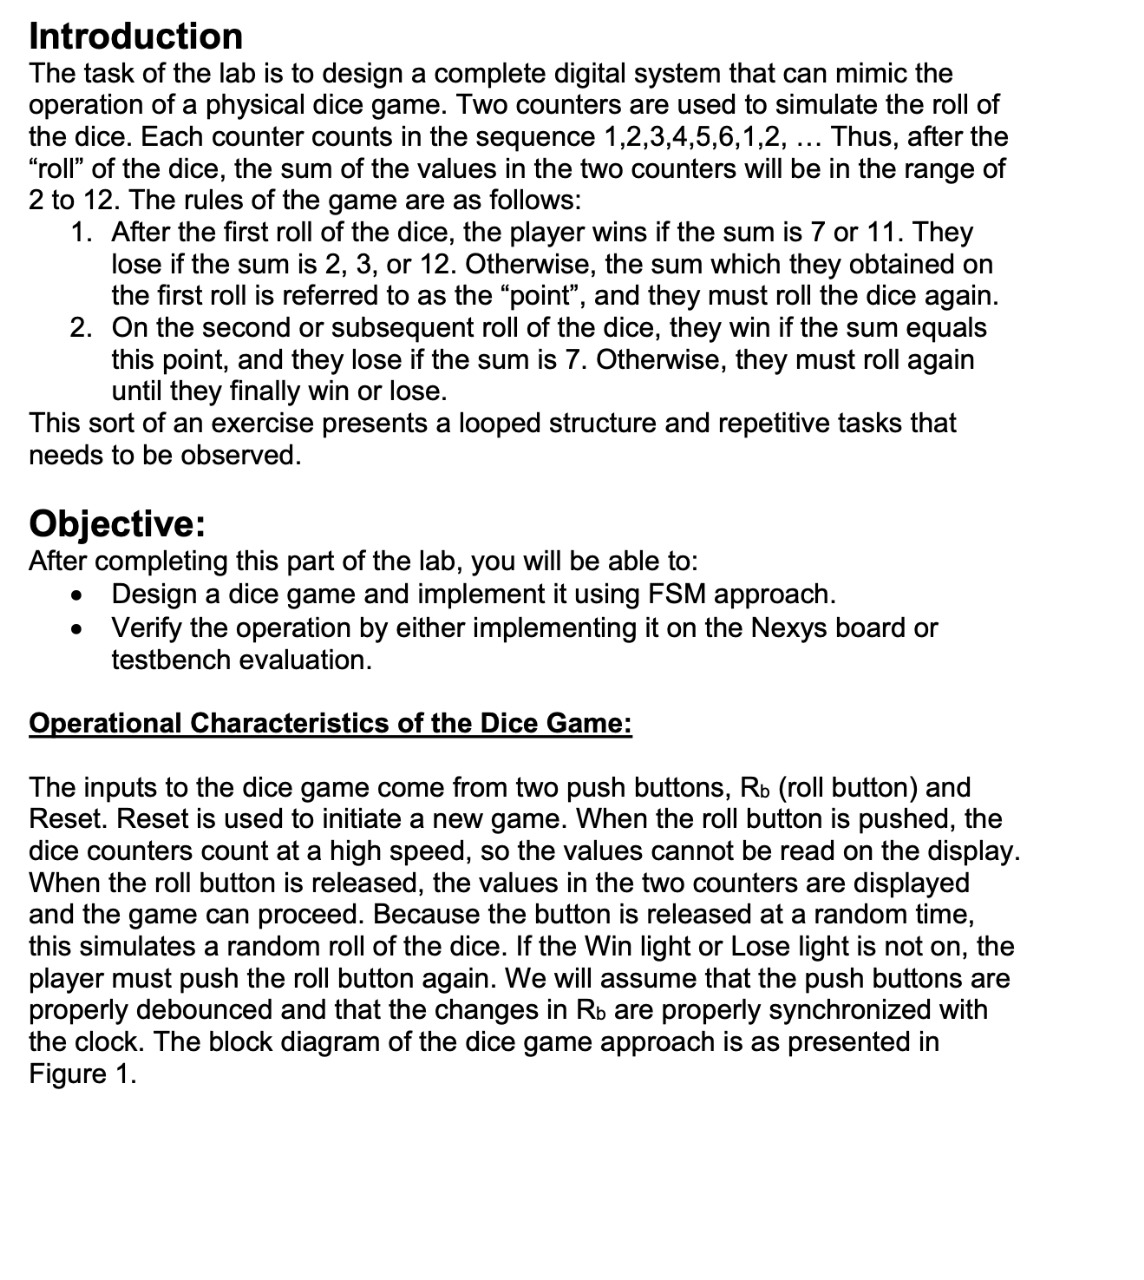 Introduction
The task of the lab is to design a complete digital system that can mimic the
operation of a physical dice game. Two counters are used to simulate the roll of
the dice. Each counter counts in the sequence 1,2,3,4,5,6,1,2, … Thus, after the
“roll” of the dice, the sum of the values in the two counters will be in the range of
2 to 12. The rules of the game are as follows:
1. After the first roll of the dice, the player wins if the sum is 7 or 11. They
lose if the sum is 2, 3, or 12. Otherwise, the sum which they obtained on
the first roll is referred to as the “point”, and they must roll the dice again.
2. On the second or subsequent roll of the dice, they win if the sum equals
this point, and they lose if the sum is 7. Otherwise, they must roll again
until they finally win or lose.
This sort of an exercise presents a looped structure and repetitive tasks that
needs to be observed.
Objective:
After completing this part of the lab, you will be able to:
• Design a dice game and implement it using FSM approach.
• Verify the operation by either implementing it on the Nexys board or
testbench evaluation.
Operational Characteristics of the Dice Game:
The inputs to the dice game come from two push buttons, Rb (roll button) and
Reset. Reset is used to initiate a new game. When the roll button is pushed, the
dice counters count at a high speed, so the values cannot be read on the display.
When the roll button is released, the values in the two counters are displayed
and the game can proceed. Because the button is released at a random time,
this simulates a random roll of the dice. If the Win light or Lose light is not on, the
player must push the roll button again. We will assume that the push buttons are
properly debounced and that the changes in Rb are properly synchronized with
the clock. The block diagram of the dice game approach is as presented in
Figure 1.